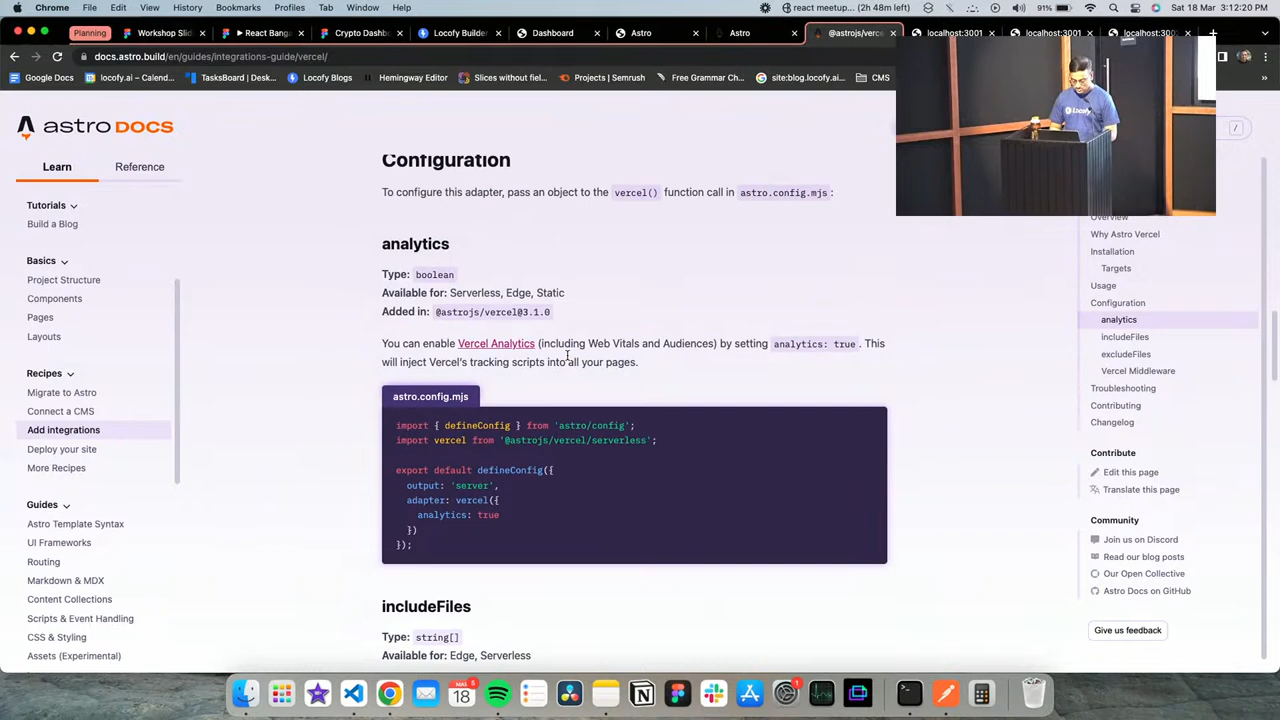 Chrome File Edit View History Bookmarks Profiles Tab Window Help
react meetup... (2h 48m left) 91% Sat 18 Mar 3:12:20 PM
Planning Workshop Slid React Banga Crypto Dashb Locofy Builder Dashboard Astro Astro @astrojs/verce localhost:3001 localhost:3001 localhost:300
docs.astro.build/en/guides/integrations-guide/vercel/
Google Docs locofy.ai – Calend... TasksBoard | Desk... Locofy Blogs Hemingway Editor Slices without fiel... Projects | Semrush Free Grammar Ch... site:blog.locofy.ai... CMS
astro DOCS
/
Learn Reference
Tutorials
Build a Blog
Basics
Project Structure
Components
Pages
Layouts
Recipes
Migrate to Astro
Connect a CMS
Add integrations
Deploy your site
More Recipes
Guides
Astro Template Syntax
UI Frameworks
Routing
Markdown & MDX
Content Collections
Scripts & Event Handling
CSS & Styling
Assets (Experimental)
Configuration
To configure this adapter, pass an object to the vercel() function call in astro.config.mjs:
analytics
Type: boolean
Available for: Serverless, Edge, Static
Added in: @astrojs/vercel@3.1.0
You can enable Vercel Analytics (including Web Vitals and Audiences) by setting analytics: true. This
will inject Vercel's tracking scripts into all your pages.
astro.config.mjs
import { defineConfig } from 'astro/config';
import vercel from '@astrojs/vercel/serverless';
export default defineConfig({
output: 'server',
adapter: vercel({
analytics: true
})
});
includeFiles
Type: string[]
Available for: Edge, Serverless
Locofy
Overview
Why Astro Vercel
Installation
Targets
Usage
Configuration
analytics
includeFiles
excludeFiles
Vercel Middleware
Troubleshooting
Contributing
Changelog
Contribute
Edit this page
Translate this page
Community
Join us on Discord
Read our blog posts
Our Open Collective
Astro Docs on GitHub
Give us feedback
18